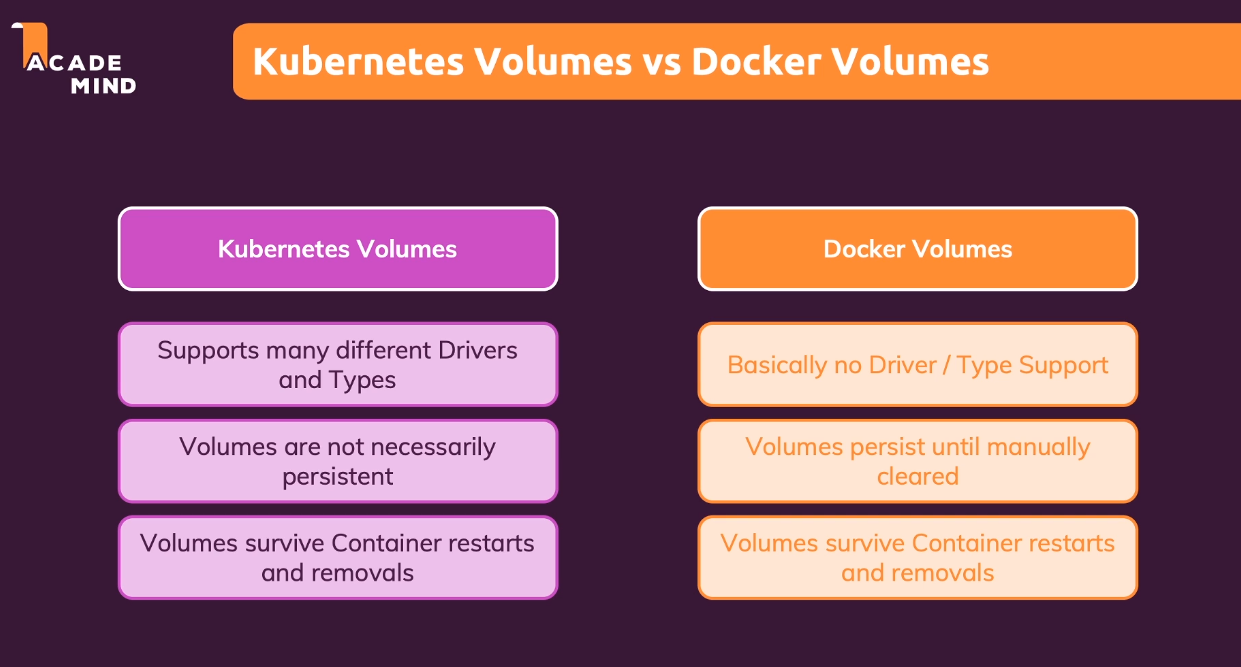 ACADE
MIND
Kubernetes Volumes vs Docker Volumes
Kubernetes Volumes
Docker Volumes
Supports many different Drivers
and Types
Basically no Driver / Type Support
Volumes are not necessarily
persistent
Volumes persist until manually
cleared
Volumes survive Container restarts
and removals
Volumes survive Container restarts
and removals